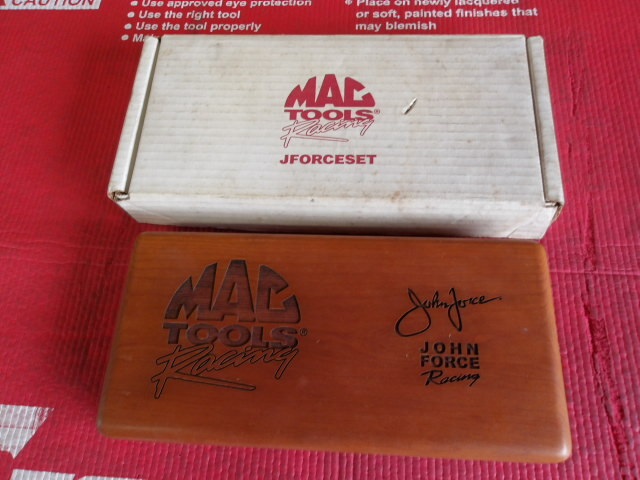 CAUTION
• Use approved eye protection
• Use the right tool
• Use the tool properly
• Place on newly lacquered
or soft, painted finishes that
may blemish
MAC
TOOLS
Racing
JFORCESET
MAC
TOOLS®
Racing
John Force
JOHN
FORCE
Racing